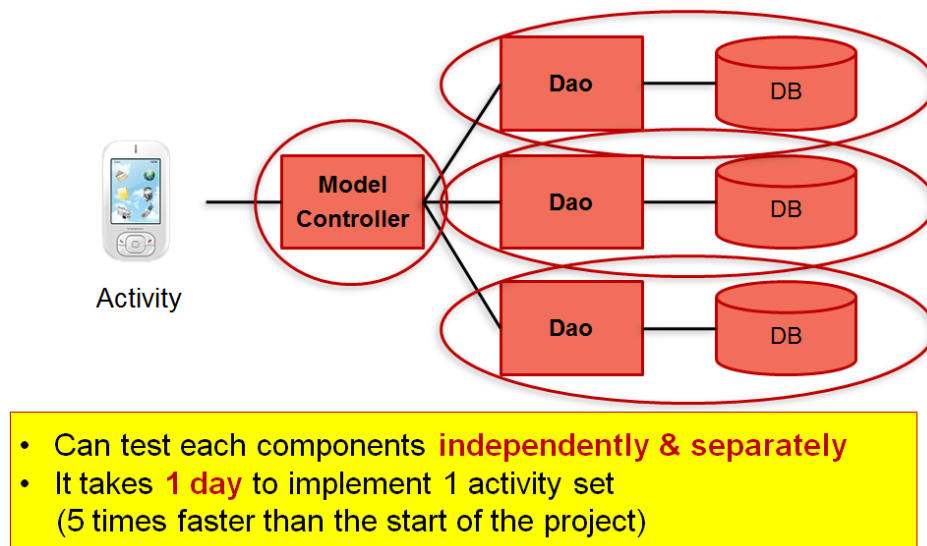 Dao
DB
Model
Controller
Dao
DB
Activity
Dao
DB
• Can test each components independently & separately
• It takes 1 day to implement 1 activity set
(5 times faster than the start of the project)